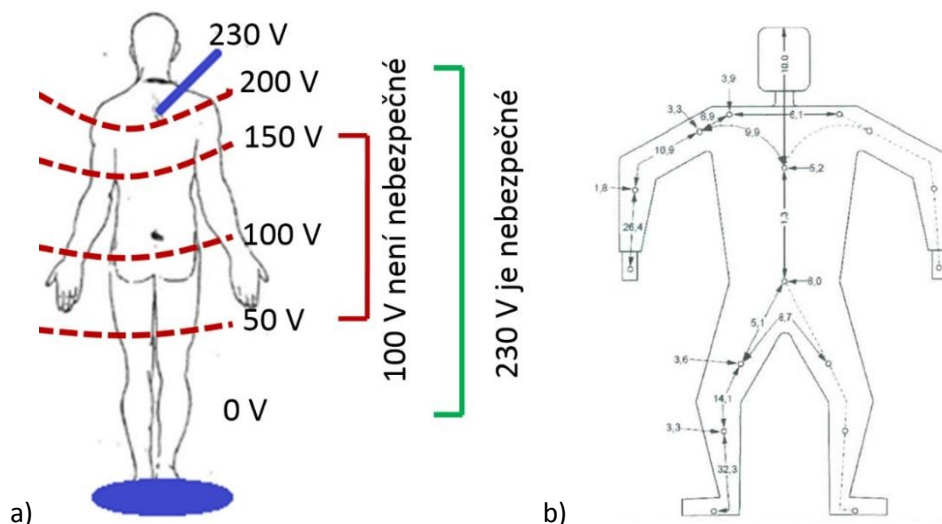 230 V
200 V
150 V
100 V
50 V
0 V
100 V není nebezpečné
230 V je nebezpečné
a)
10,0
3,9
3,3
6,9
6,1
9,9
10,9
5,2
1,8
26,4
1,3
6,0
5,1
8,7
3,6
14,1
3,3
32,3
b)